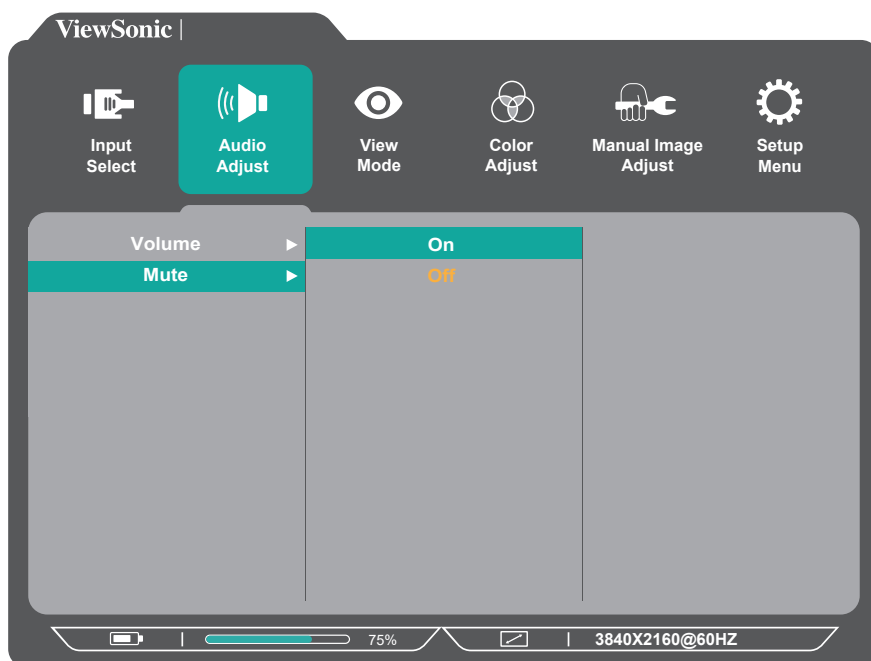 ViewSonic
Input
Select
Audio
Adjust
View
Mode
Color
Adjust
Manual Image
Adjust
Setup
Menu
Volume
On
Mute
Off
75%
3840X2160@60HZ